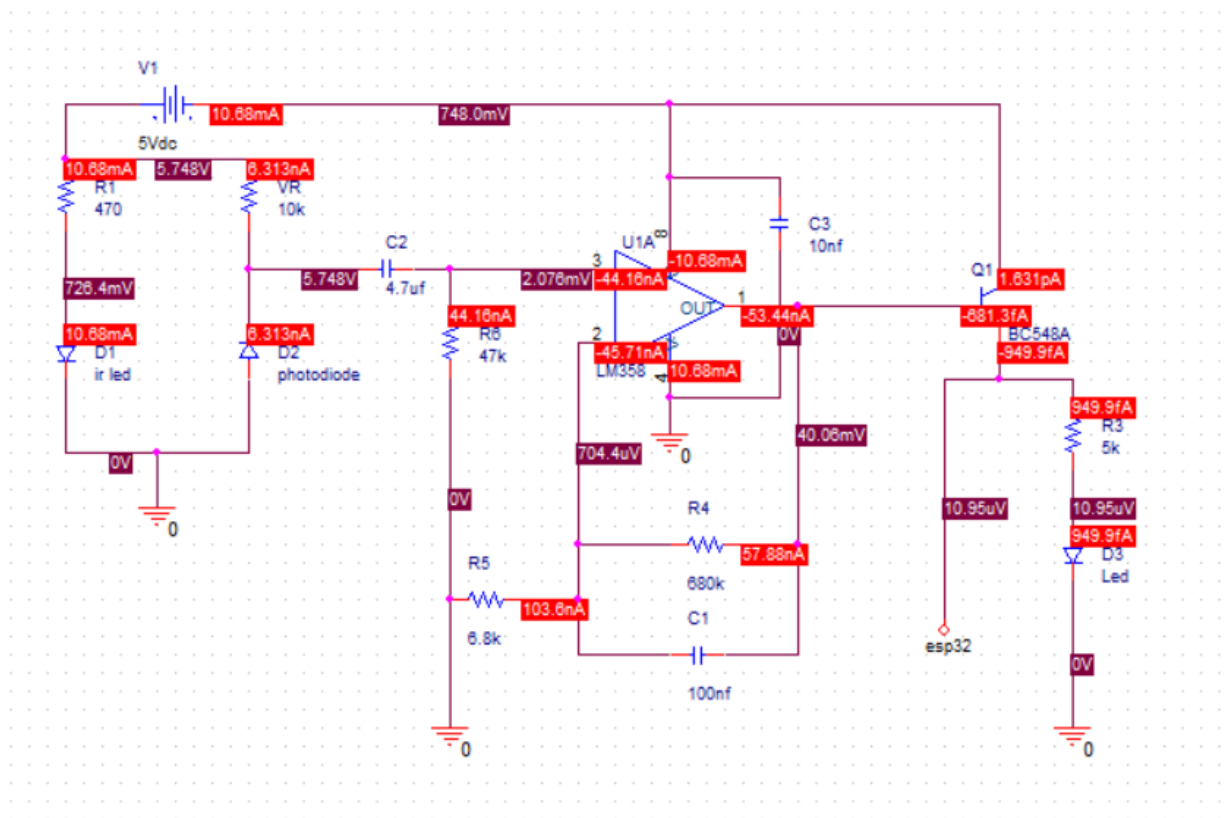 V1
10.68mA
748.0mV
5Vdc
10.68mA
5.748V
6.313nA
R1
470
VR
10k
C2
4.7uf
5.748V
726.4mV
10.68mA
D1
ir led
6.313nA
D2
photodiode
44.16nA
R6
47k
2.076mV
3
U1A
8
-10.68mA
-44.16nA
OUT
1
-53.44nA
0V
2
-45.71nA
LM358
4
10.68mA
C3
10nf
Q1
1.631pA
-681.3fA
BC548A
-949.9fA
0V
0
0V
704.4uV
0
40.06mV
R4
57.88nA
680k
R5
103.6nA
6.8k
C1
100nf
0
949.9fA
R3
5k
10.95uV
10.95uV
949.9fA
D3
Led
esp32
0V
0